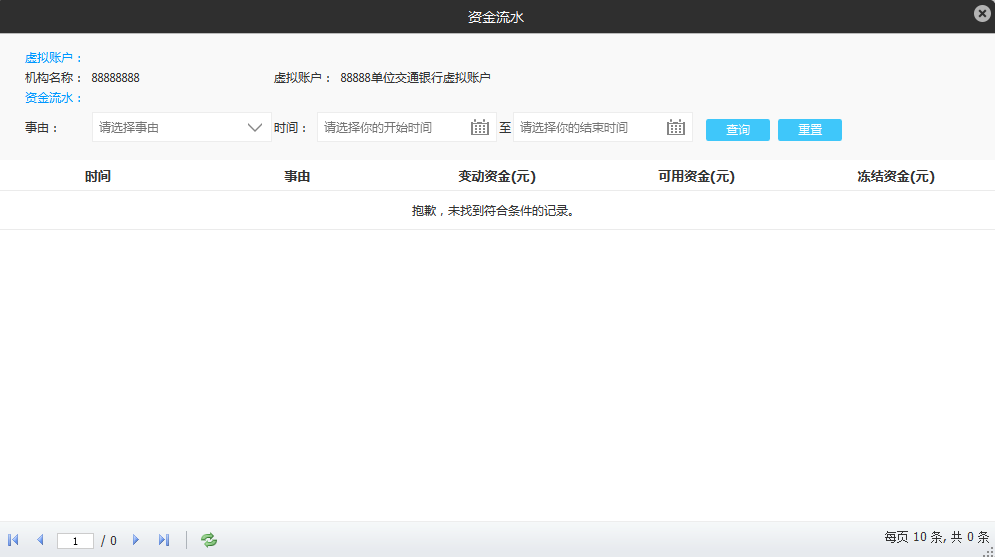 资金流水
虚拟账户：
机构名称： 88888888 虚拟账户： 88888单位交通银行虚拟账户
资金流水：
事由： 请选择事由 时间： 请选择你的开始时间 至 请选择你的结束时间 查询 重置
时间 事由 变动资金(元) 可用资金(元) 冻结资金(元)
抱歉，未找到符合条件的记录。
1 / 0 每页 10 条, 共 0 条